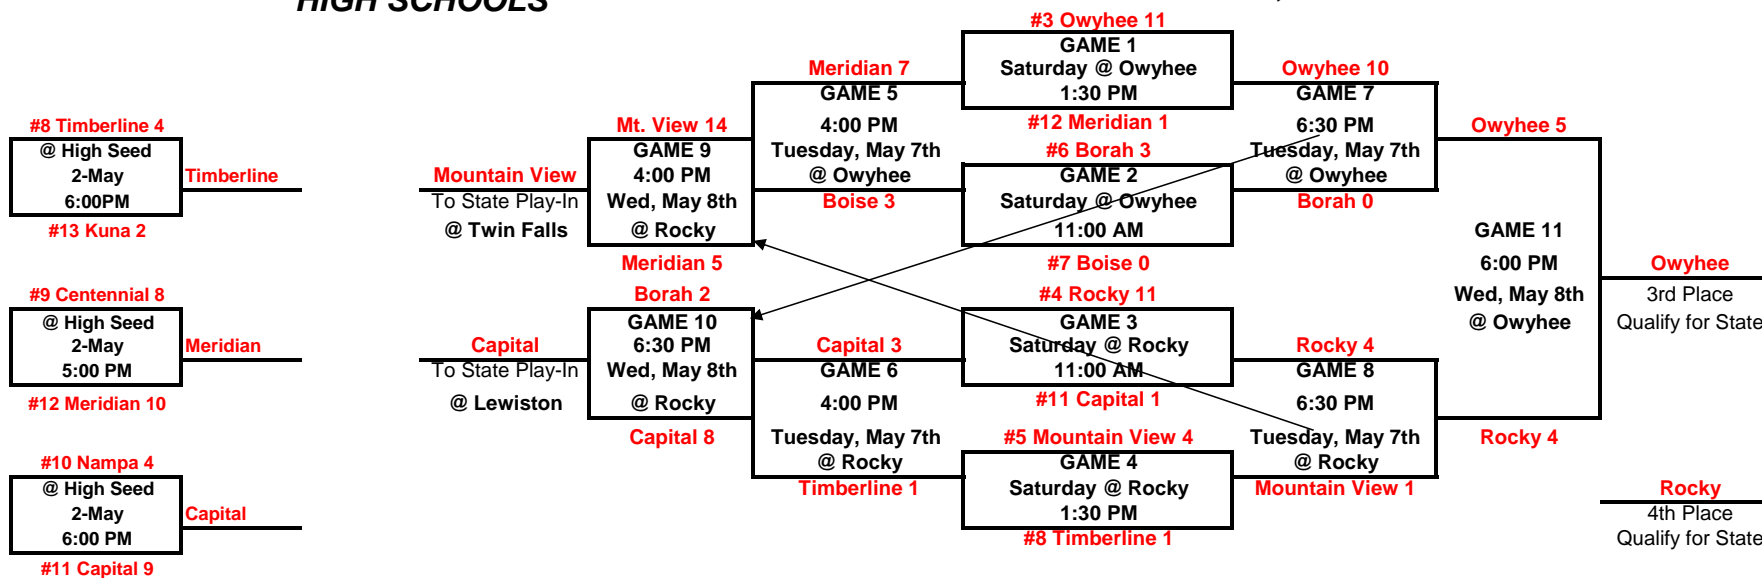 HIGH SCHOOLS
#8 Timberline 4
@ High Seed
2-May
6:00PM
#13 Kuna 2
Timberline
#9 Centennial 8
@ High Seed
2-May
5:00 PM
#12 Meridian 10
Meridian
#10 Nampa 4
@ High Seed
2-May
6:00 PM
#11 Capital 9
Capital
Mountain View
To State Play-In
@ Twin Falls
Capital
To State Play-In
@ Lewiston
Mt. View 14
GAME 9
4:00 PM
Wed, May 8th
@ Rocky
Meridian 5
Borah 2
GAME 10
6:30 PM
Wed, May 8th
@ Rocky
Capital 8
Meridian 7
GAME 5
4:00 PM
Tuesday, May 7th
@ Owyhee
Boise 3
Capital 3
GAME 6
4:00 PM
Tuesday, May 7th
@ Rocky
Timberline 1
#3 Owyhee 11
GAME 1
Saturday @ Owyhee
1:30 PM
#12 Meridian 1
#6 Borah 3
GAME 2
Saturday @ Owyhee
11:00 AM
#7 Boise 0
#4 Rocky 11
GAME 3
Saturday @ Rocky
11:00 AM
#11 Capital 1
#5 Mountain View 4
GAME 4
Saturday @ Rocky
1:30 PM
#8 Timberline 1
Owyhee 10
GAME 7
6:30 PM
Tuesday, May 7th
@ Owyhee
Borah 0
Rocky 4
GAME 8
6:30 PM
Tuesday, May 7th
@ Rocky
Mountain View 1
Owyhee 5
GAME 11
6:00 PM
Wed, May 8th
@ Owyhee
Rocky 4
Owyhee
3rd Place
Qualify for State
Rocky
4th Place
Qualify for State